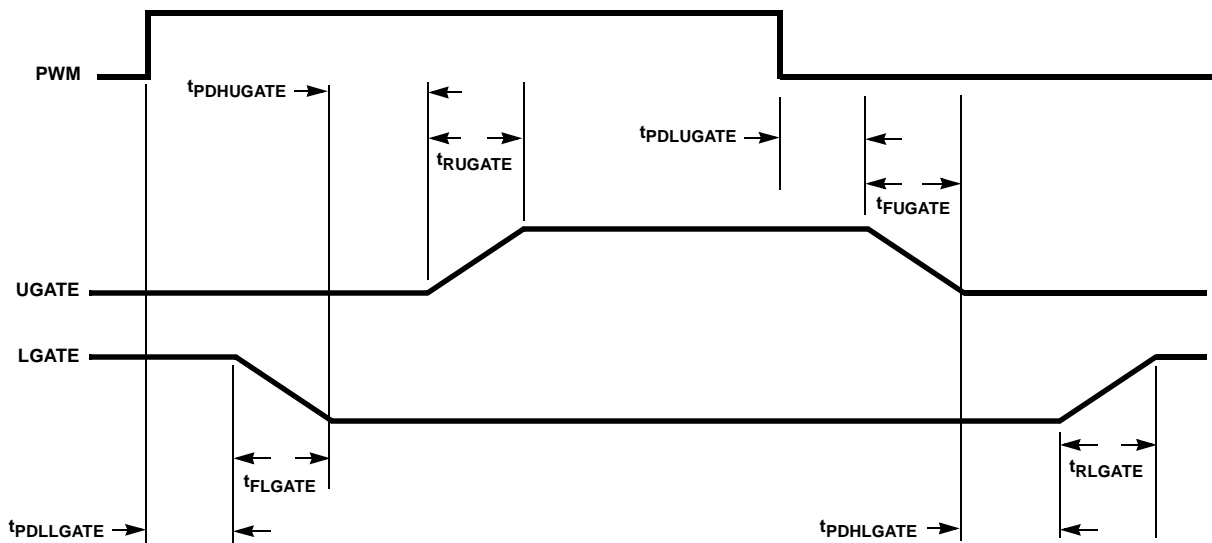 PWM
tPDHUGATE
tRUGATE
tPDLUGATE
tFUGATE
UGATE
LGATE
tFLGATE
tRLGATE
tPDLLGATE
tPDHLGATE